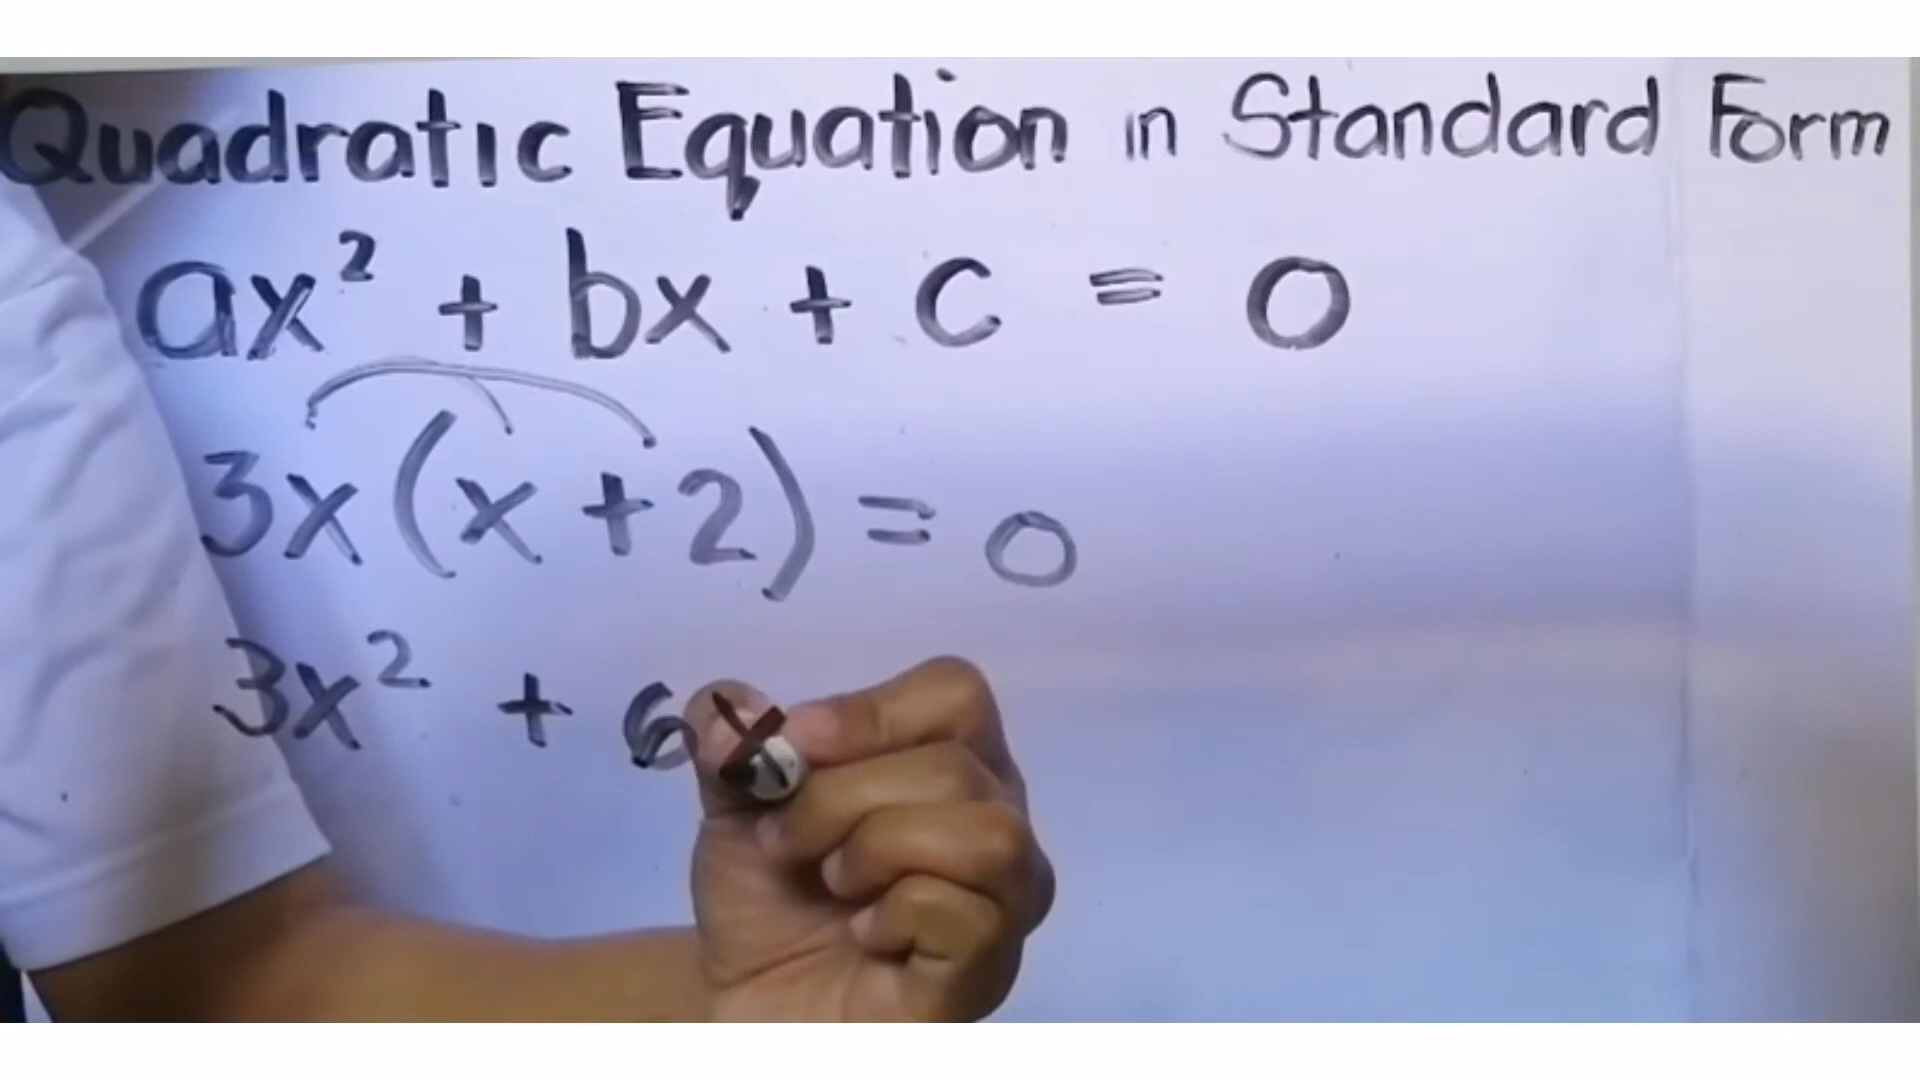 Quadratic Equation in Standard Form
ax² + bx + c = 0
3x(x+2) = 0
3x² + 6x